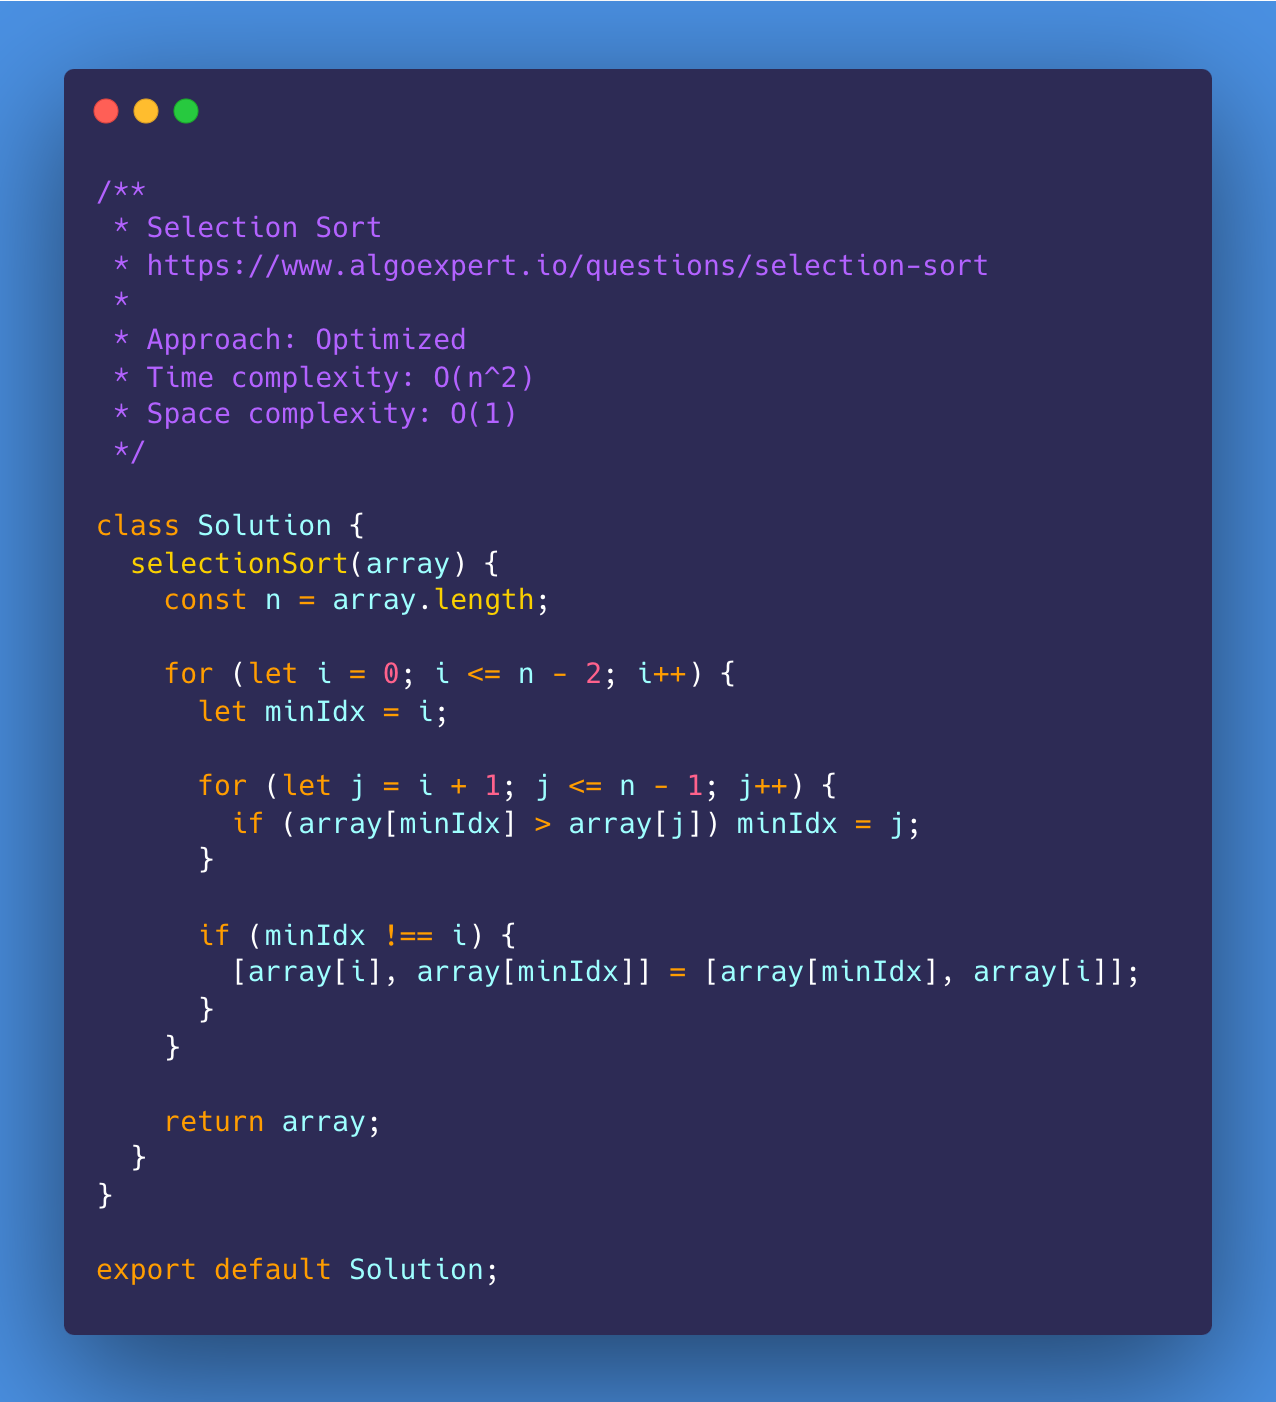 /**
 * Selection Sort
 * https://www.algoexpert.io/questions/selection-sort
 *
 * Approach: Optimized
 * Time complexity: O(n^2)
 * Space complexity: O(1)
 */

class Solution {
  selectionSort(array) {
    const n = array.length;

    for (let i = 0; i <= n - 2; i++) {
      let minIdx = i;

      for (let j = i + 1; j <= n - 1; j++) {
        if (array[minIdx] > array[j]) minIdx = j;
      }

      if (minIdx !== i) {
        [array[i], array[minIdx]] = [array[minIdx], array[i]];
      }
    }

    return array;
  }
}

export default Solution;